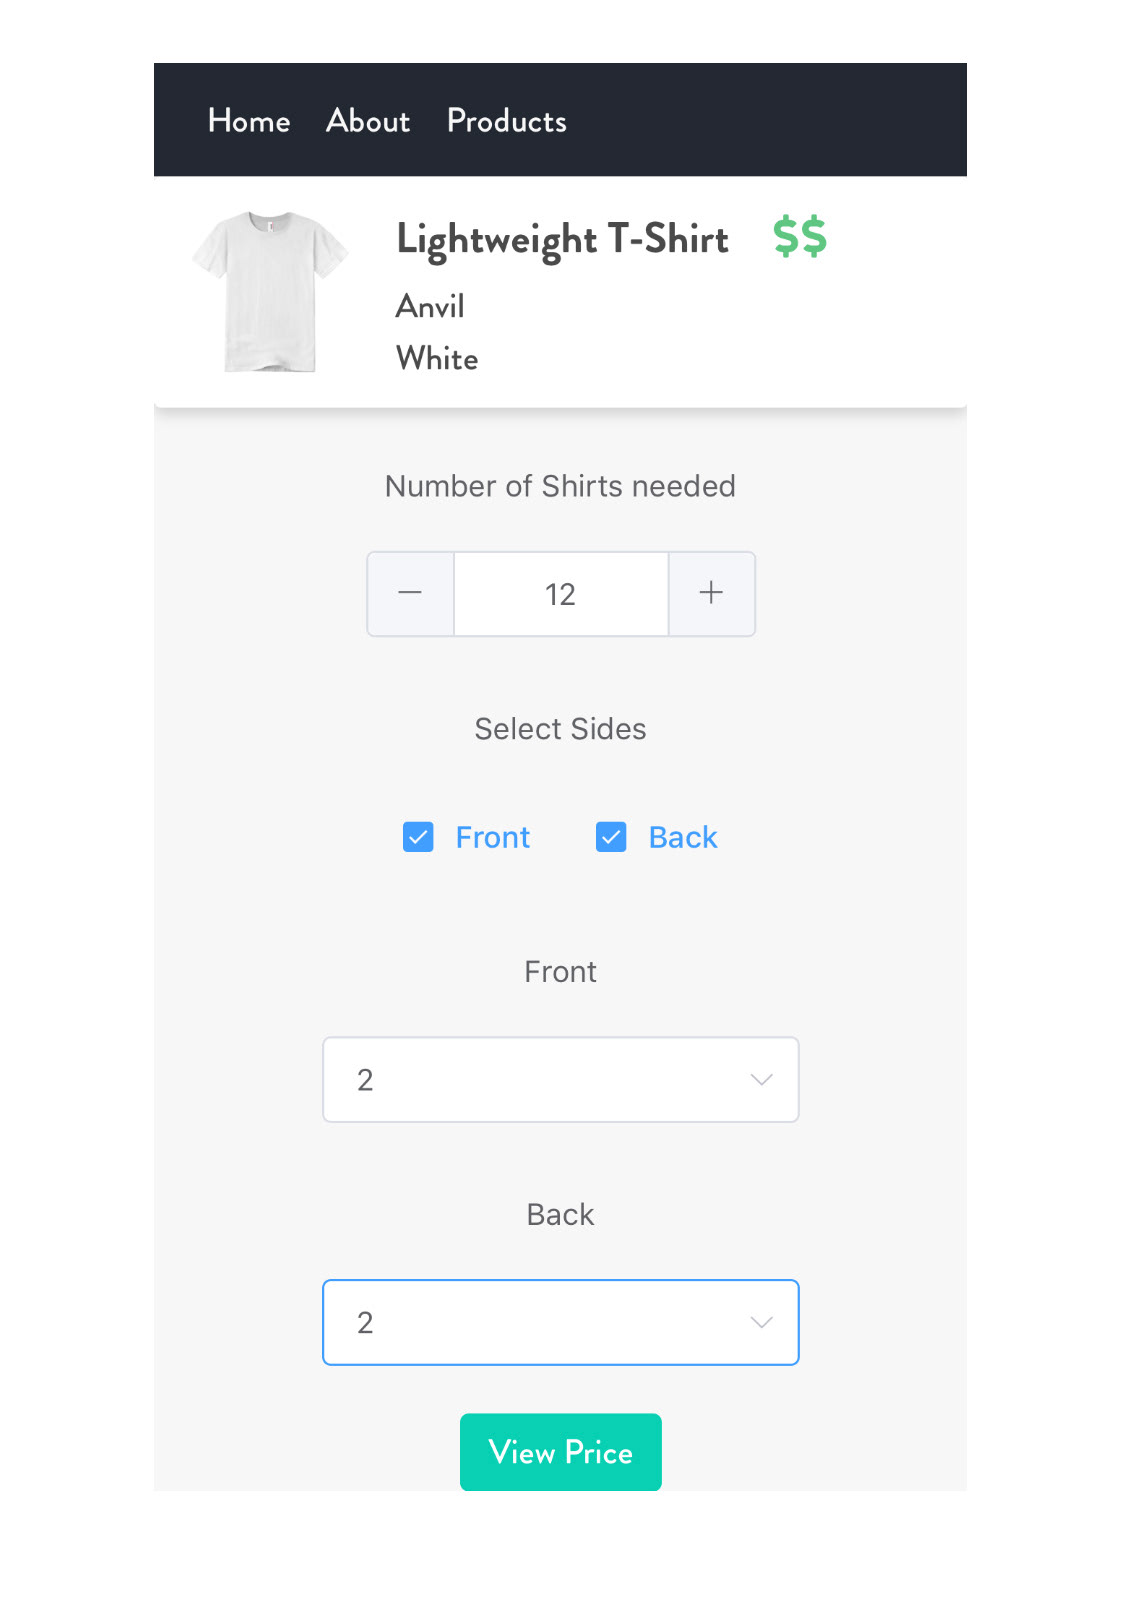 Home About Products
Lightweight T-Shirt $$
Anvil
White
Number of Shirts needed
12
Select Sides
Front Back
Front
2
Back
2
View Price